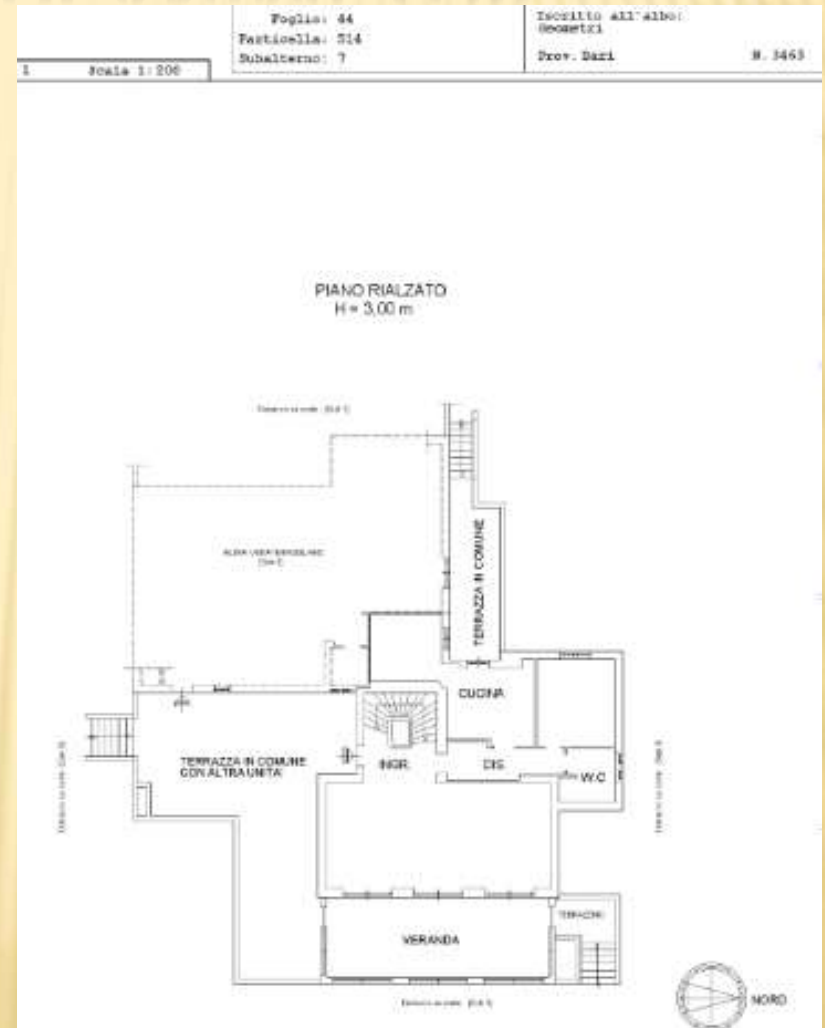 Foglio: 44
Particella: 514
Subalterno: 7
Iscritto all'albo:
Geometri
Prov. Bari
N. 3463
1
Scala 1:200
PIANO RIALZATO
H = 3,00 m
TERRAZZA IN COMUNE
CUCINA
TERRAZZA IN COMUNE
CON ALTRA UNITA'
INGR.
DIS.
W.C
VERANDA
NORD